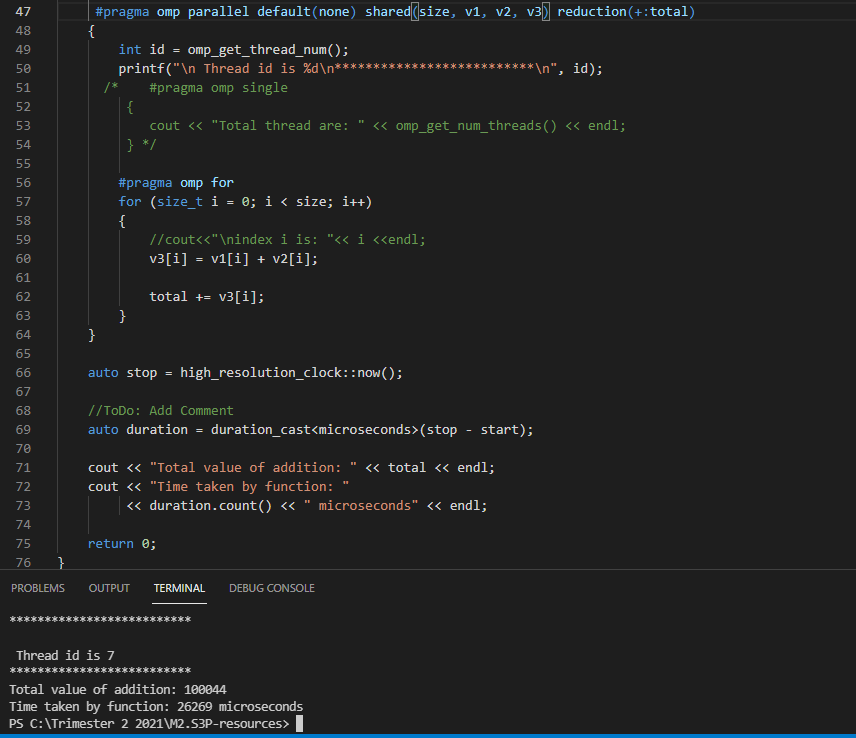 47 #pragma omp parallel default(none) shared(size, v1, v2, v3) reduction(+:total)
48 {
49 int id = omp_get_thread_num();
50 printf("\n Thread id is %d\n**************************\n", id);
51 /* #pragma omp single
52 {
53 cout << "Total thread are: " << omp_get_num_threads() << endl;
54 } */
55
56 #pragma omp for
57 for (size_t i = 0; i < size; i++)
58 {
59 //cout<<"\nindex i is: "<< i <<endl;
60 v3[i] = v1[i] + v2[i];
61
62 total += v3[i];
63 }
64 }
65
66 auto stop = high_resolution_clock::now();
67
68 //ToDo: Add Comment
69 auto duration = duration_cast<microseconds>(stop - start);
70
71 cout << "Total value of addition: " << total << endl;
72 cout << "Time taken by function: "
73 << duration.count() << " microseconds" << endl;
74
75 return 0;
76 }
PROBLEMS OUTPUT TERMINAL DEBUG CONSOLE
**************************
Thread id is 7
**************************
Total value of addition: 100044
Time taken by function: 26269 microseconds
PS C:\Trimester 2 2021\M2.S3P-resources>